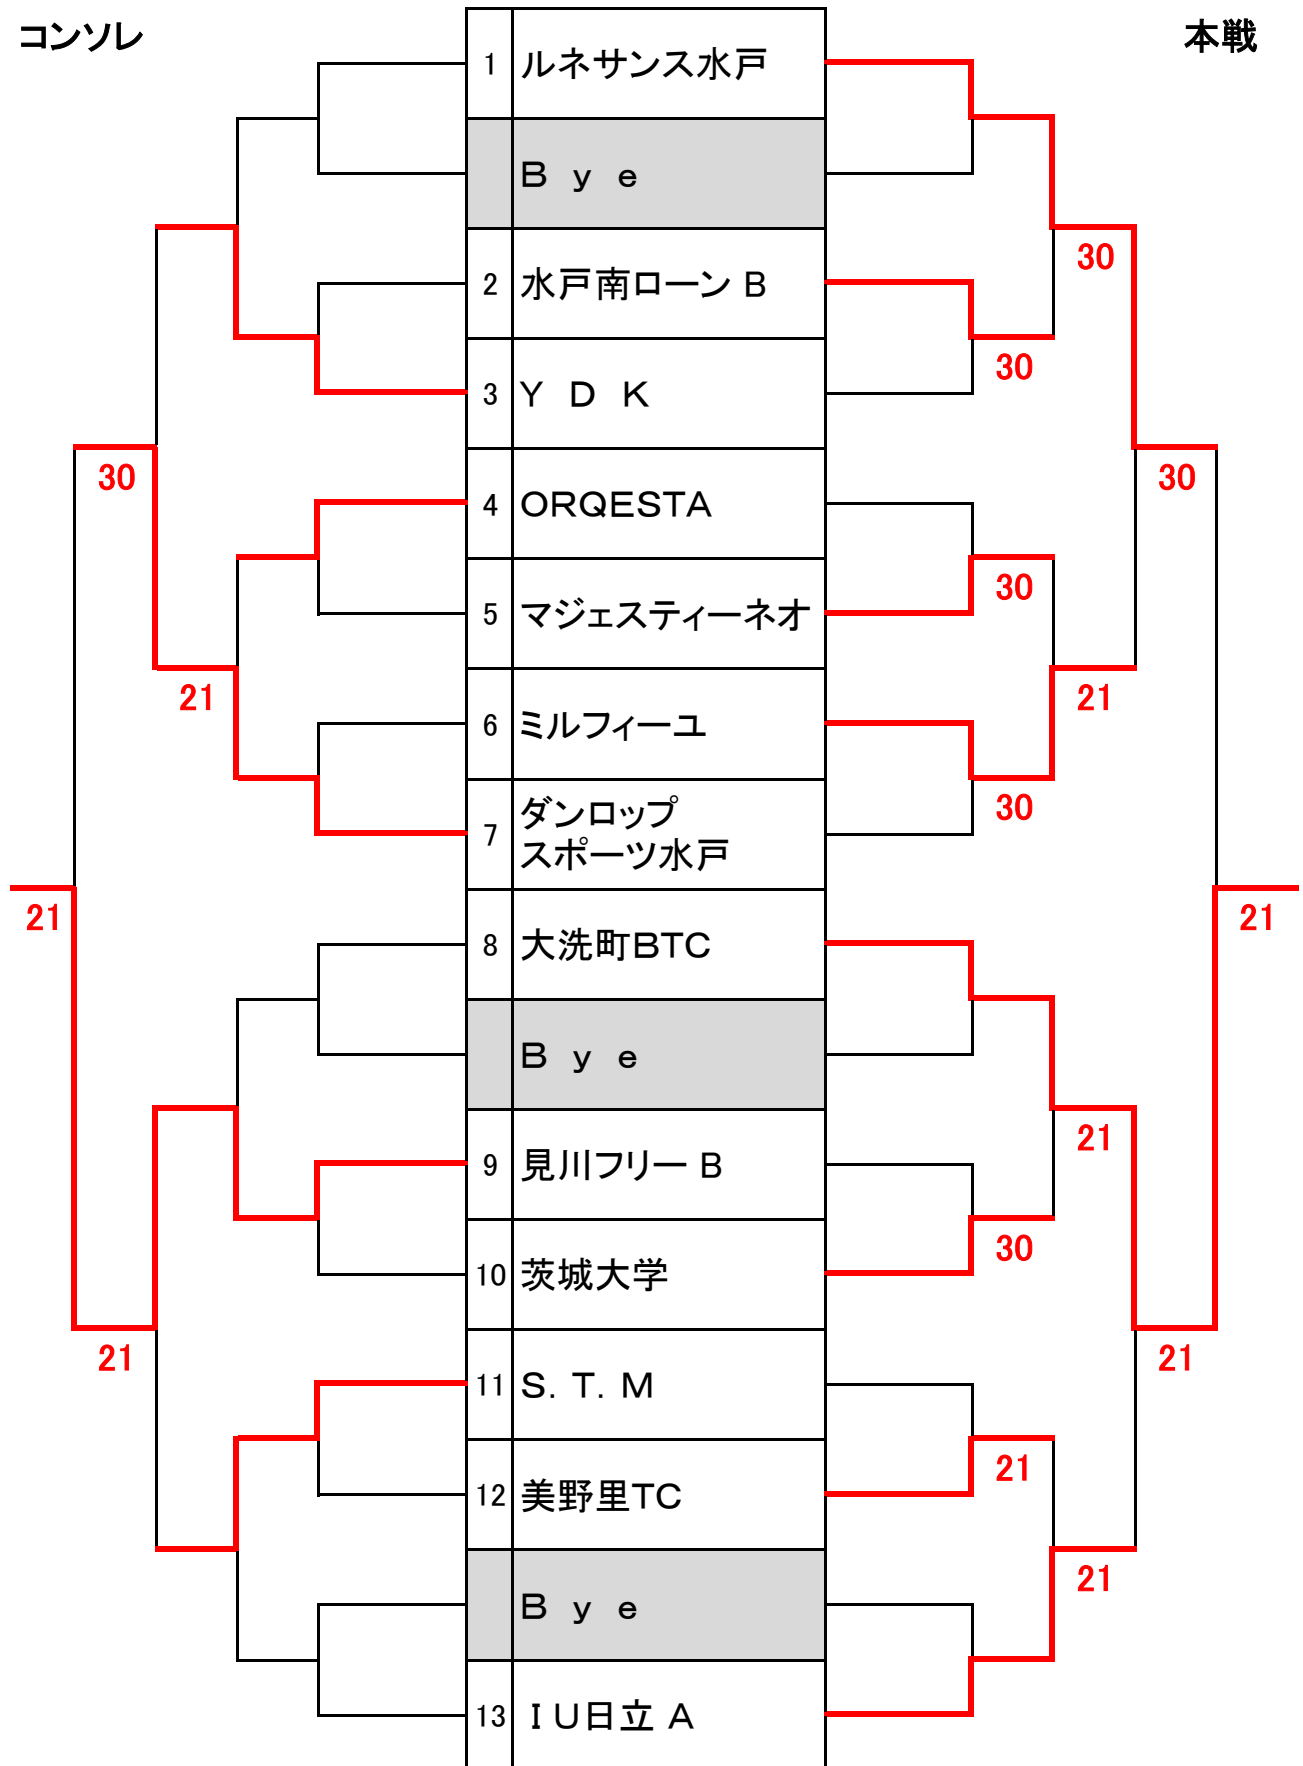 コンソレ
本戦
1 ルネサンス水戸
Ｂ ｙ ｅ
30
2 水戸南ローン B
30
3 Ｙ Ｄ Ｋ
30
30
4 ORQESTA
30
5 マジェスティーネオ
21
21
6 ミルフィーユ
30
7 ダンロップ
スポーツ水戸
21
21
8 大洗町BTC
Ｂ ｙ ｅ
21
9 見川フリー B
30
10 茨城大学
21
21
11 S. T. M
21
12 美野里TC
21
Ｂ ｙ ｅ
13 ＩＵ日立 A